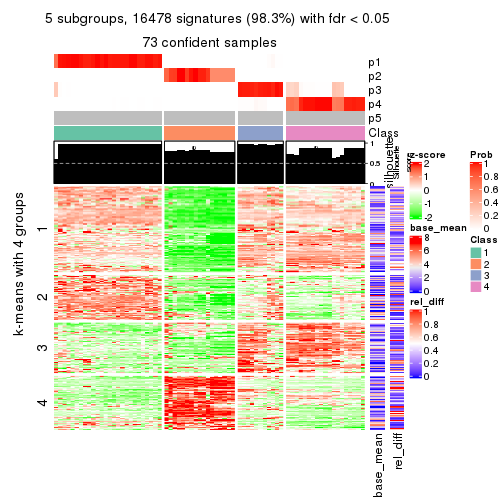 5 subgroups, 16478 signatures (98.3%) with fdr < 0.05
73 confident samples
p1
p2
p3
p4
p5
Class
1
0.5
0
silhouette
Silhouette score
k-means with 4 groups
1
2
3
4
base_mean
rel_diff
z-score
2
1
0
-1
-2
base_mean
8
6
4
2
0
rel_diff
1
0.8
0.6
0.4
0.2
0
Prob
1
0.8
0.6
0.4
0.2
0
Class
1
2
3
4